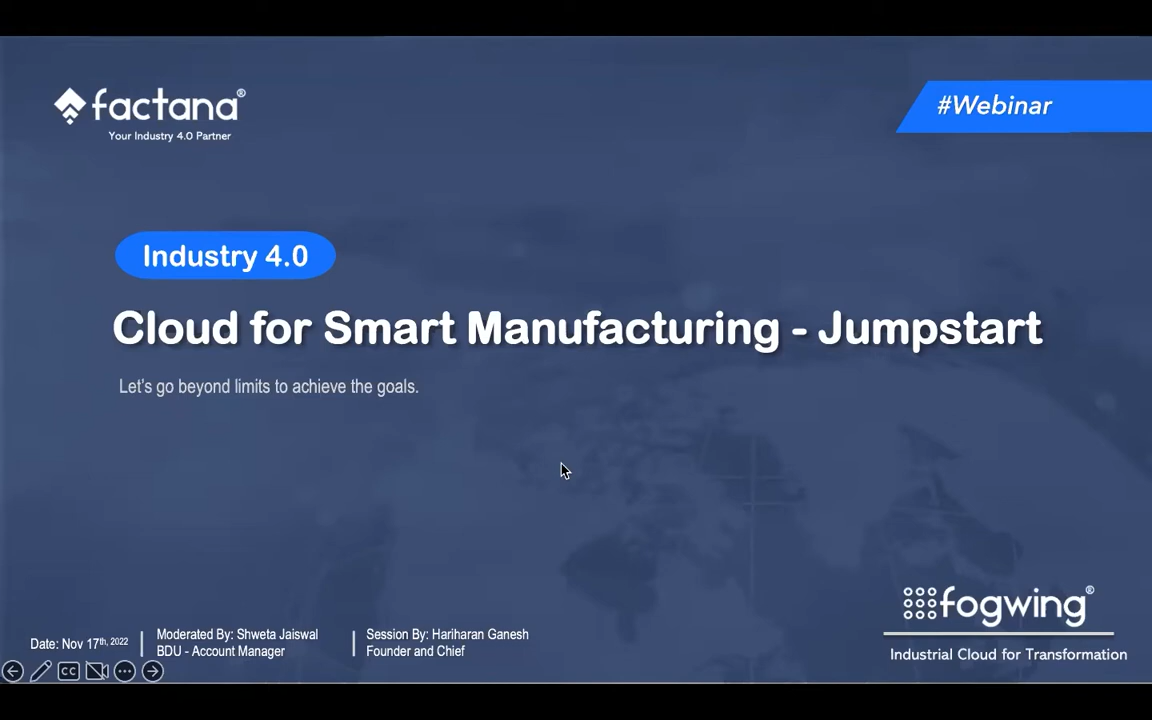 factana®
Your Industry 4.0 Partner
#Webinar
Industry 4.0
Cloud for Smart Manufacturing - Jumpstart
Let's go beyond limits to achieve the goals.
Date: Nov 17th, 2022
Moderated By: Shweta Jaiswal
BDU - Account Manager
Session By: Hariharan Ganesh
Founder and Chief
fogwing®
Industrial Cloud for Transformation
CC